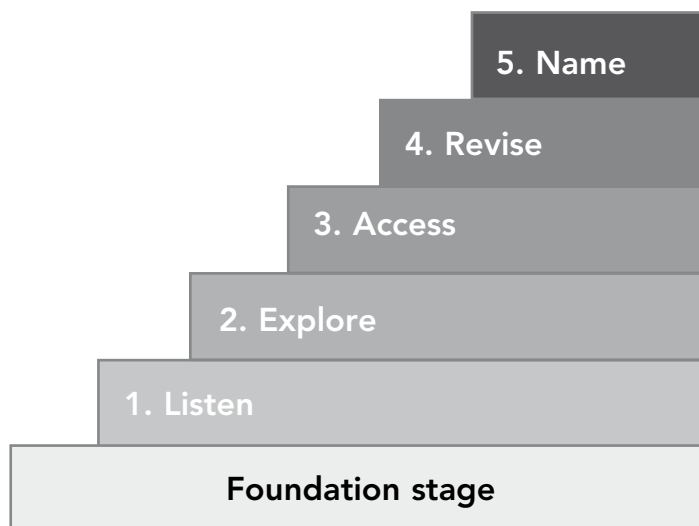 5. Name
4. Revise
3. Access
2. Explore
1. Listen
Foundation stage